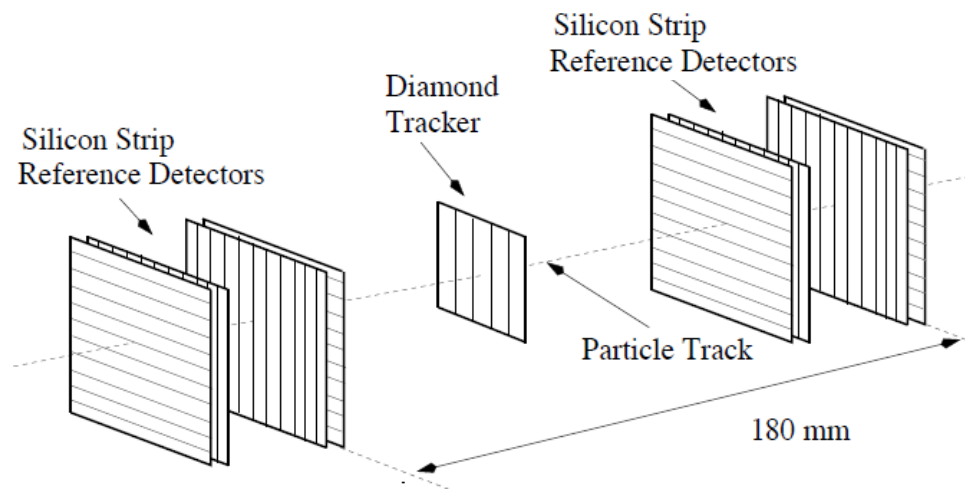 Silicon Strip
Reference Detectors
Diamond
Tracker
Silicon Strip
Reference Detectors
Particle Track
180 mm